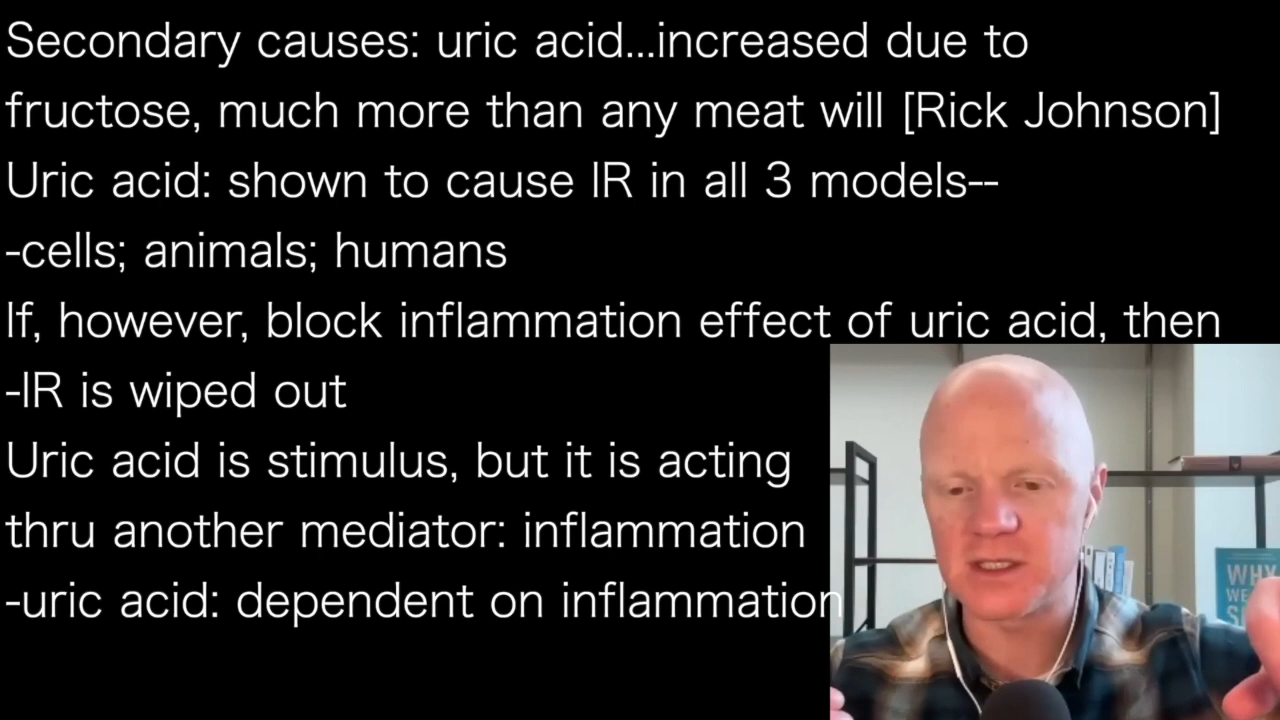 Secondary causes: uric acid...increased due to
fructose, much more than any meat will [Rick Johnson]
Uric acid: shown to cause IR in all 3 models--
-cells; animals; humans
If, however, block inflammation effect of uric acid, then
-IR is wiped out
Uric acid is stimulus, but it is acting
thru another mediator: inflammation
-uric acid: dependent on inflammation
WHY